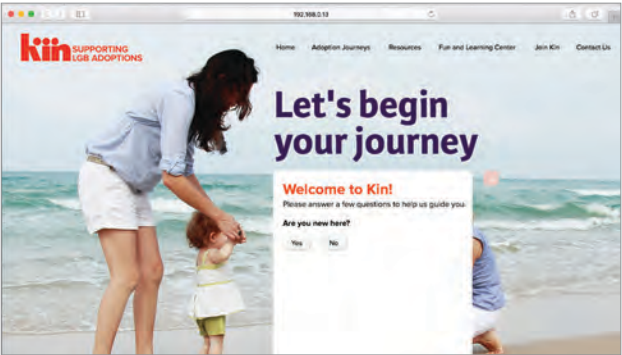 192.168.0.13
kiin SUPPORTING
LGB ADOPTIONS
Home Adoption Journeys Resources Fun and Learning Center Join Kin Contact Us
Let's begin
your journey
Welcome to Kin!
Please answer a few questions to help us guide you.
Are you new here?
Yes No